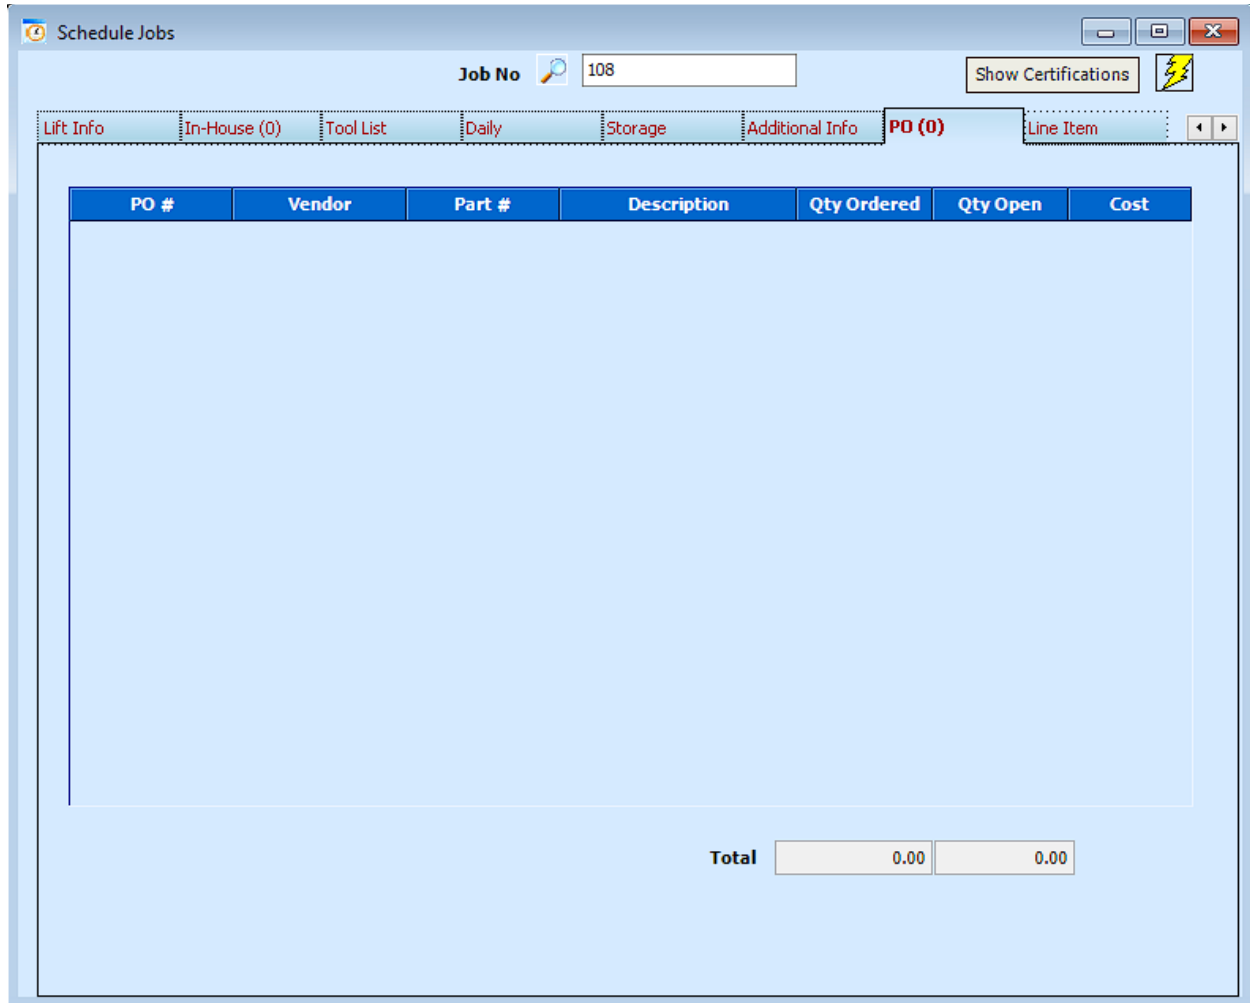 Schedule Jobs
Job No 108 Show Certifications
Lift Info In-House (0) Tool List Daily Storage Additional Info PO (0) Line Item
PO # Vendor Part # Description Qty Ordered Qty Open Cost
Total 0.00 0.00